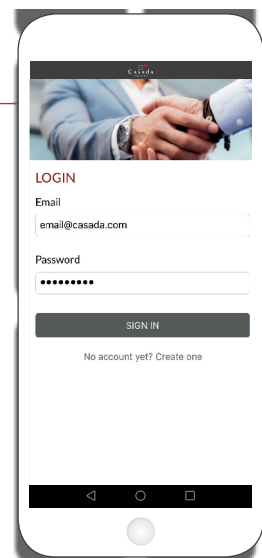 CASADA
LOGIN
Email
email@casada.com
Password
•••••••••
SIGN IN
No account yet? Create one